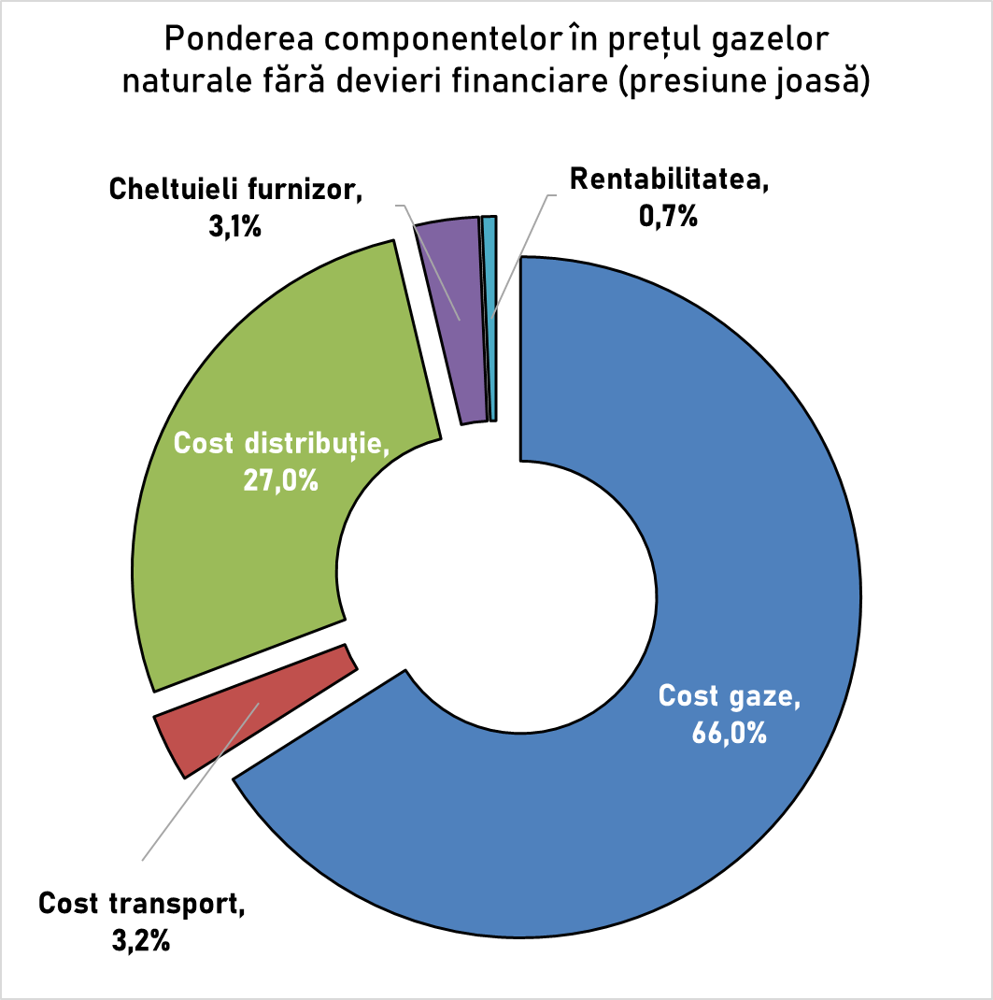 Ponderea componentelor în prețul gazelor
naturale fără devieri financiare (presiune joasă)
Cheltuieli furnizor,
3,1%
Rentabilitatea,
0,7%
Cost distribuție,
27,0%
Cost gaze,
66,0%
Cost transport,
3,2%